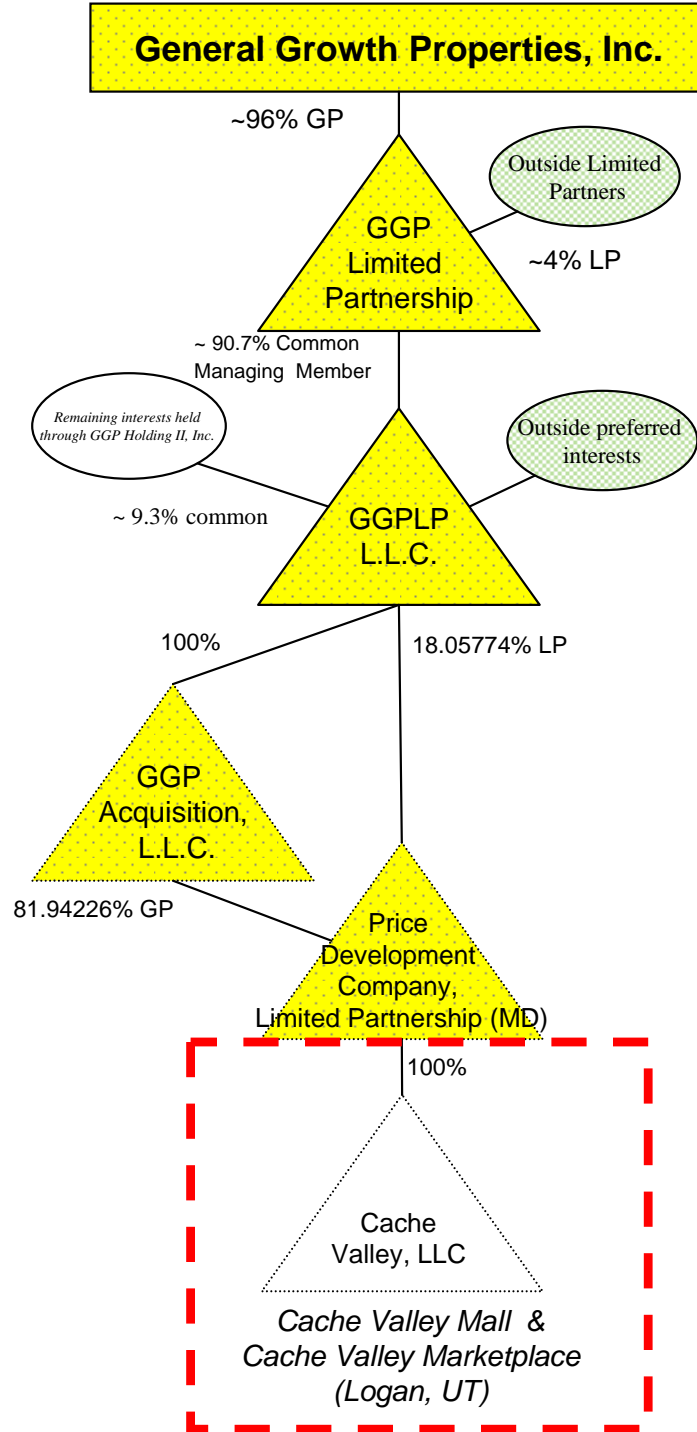 General Growth Properties, Inc.
~96% GP
Outside Limited
Partners
GGP
Limited
Partnership
~4% LP
~ 90.7% Common
Managing Member
Remaining interests held
through GGP Holding II, Inc.
Outside preferred
interests
~ 9.3% common
GGPLP
L.L.C.
100%
18.05774% LP
GGP
Acquisition,
L.L.C.
81.94226% GP
Price
Development
Company,
Limited Partnership (MD)
100%
Cache
Valley, LLC
Cache Valley Mall &
Cache Valley Marketplace
(Logan, UT)